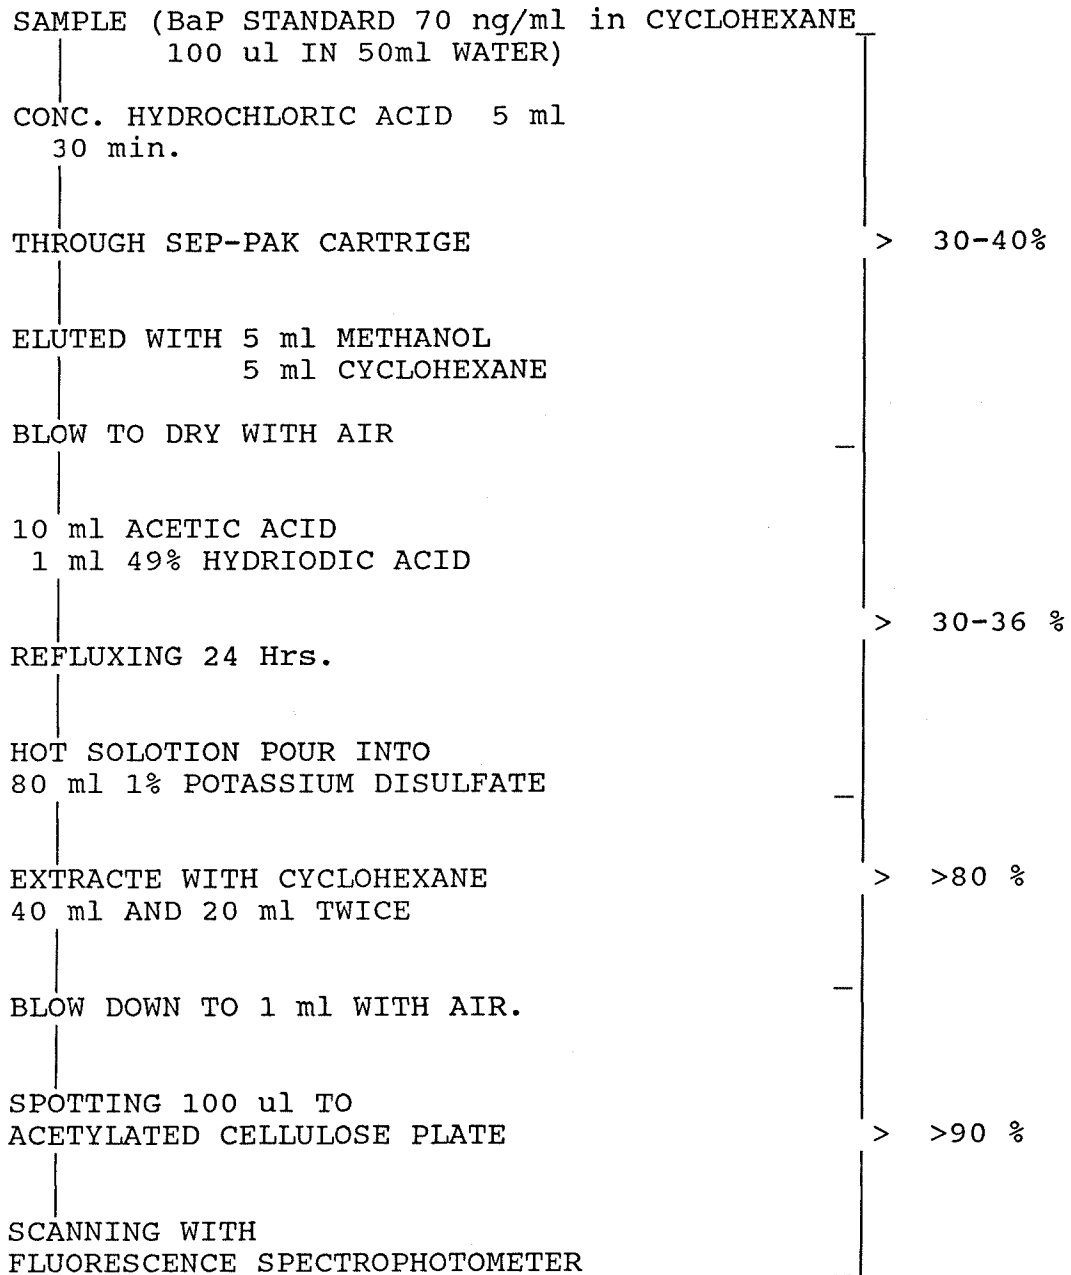 SAMPLE (BaP STANDARD 70 ng/ml in CYCLOHEXANE
100 ul IN 50ml WATER)
CONC. HYDROCHLORIC ACID 5 ml
30 min.
THROUGH SEP-PAK CARTRIGE > 30-40%
ELUTED WITH 5 ml METHANOL
5 ml CYCLOHEXANE
BLOW TO DRY WITH AIR
10 ml ACETIC ACID
1 ml 49% HYDRIODIC ACID
> 30-36 %
REFLUXING 24 Hrs.
HOT SOLOTION POUR INTO
80 ml 1% POTASSIUM DISULFATE
EXTRACTE WITH CYCLOHEXANE > >80 %
40 ml AND 20 ml TWICE
BLOW DOWN TO 1 ml WITH AIR.
SPOTTING 100 ul TO
ACETYLATED CELLULOSE PLATE > >90 %
SCANNING WITH
FLUORESCENCE SPECTROPHOTOMETER